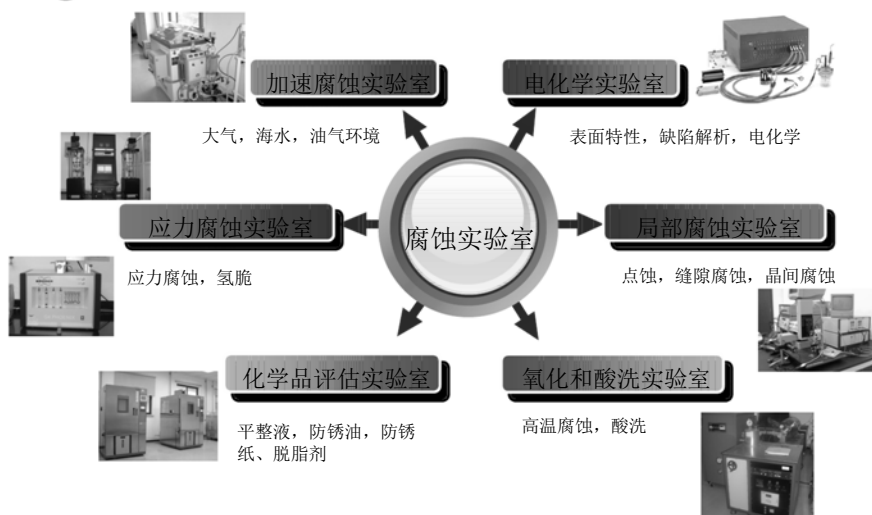 加速腐蚀实验室
电化学实验室
大气，海水，油气环境
表面特性，缺陷解析，电化学
应力腐蚀实验室
腐蚀实验室
局部腐蚀实验室
应力腐蚀，氢脆
点蚀，缝隙腐蚀，晶间腐蚀
化学品评估实验室
氧化和酸洗实验室
平整液，防锈油，防锈
纸、脱脂剂
高温腐蚀，酸洗